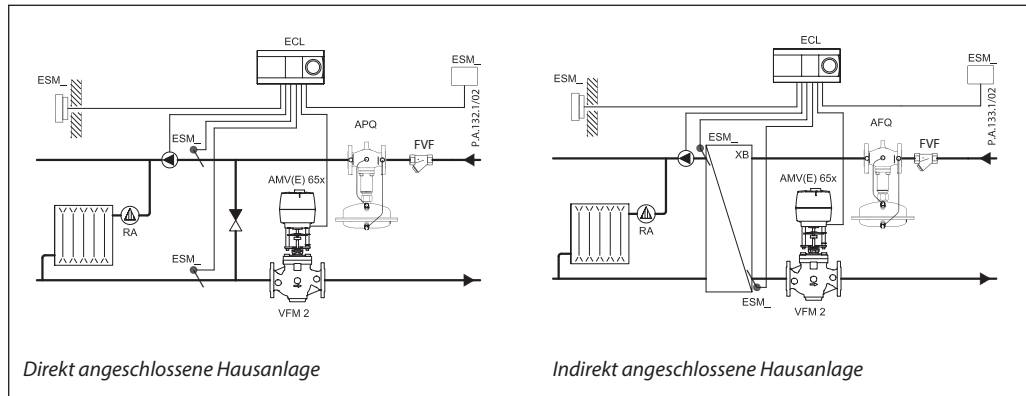 ECL
ESM_
ESM_
P.A.132.1/02
ESM_
APQ
FVF
AMV(E) 65x
RA
ESM_
VFM 2
Direkt angeschlossene Hausanlage
ECL
ESM_
ESM_
P.A.133.1/02
ESM_
XB
AFQ
FVF
AMV(E) 65x
RA
ESM_
VFM 2
Indirekt angeschlossene Hausanlage